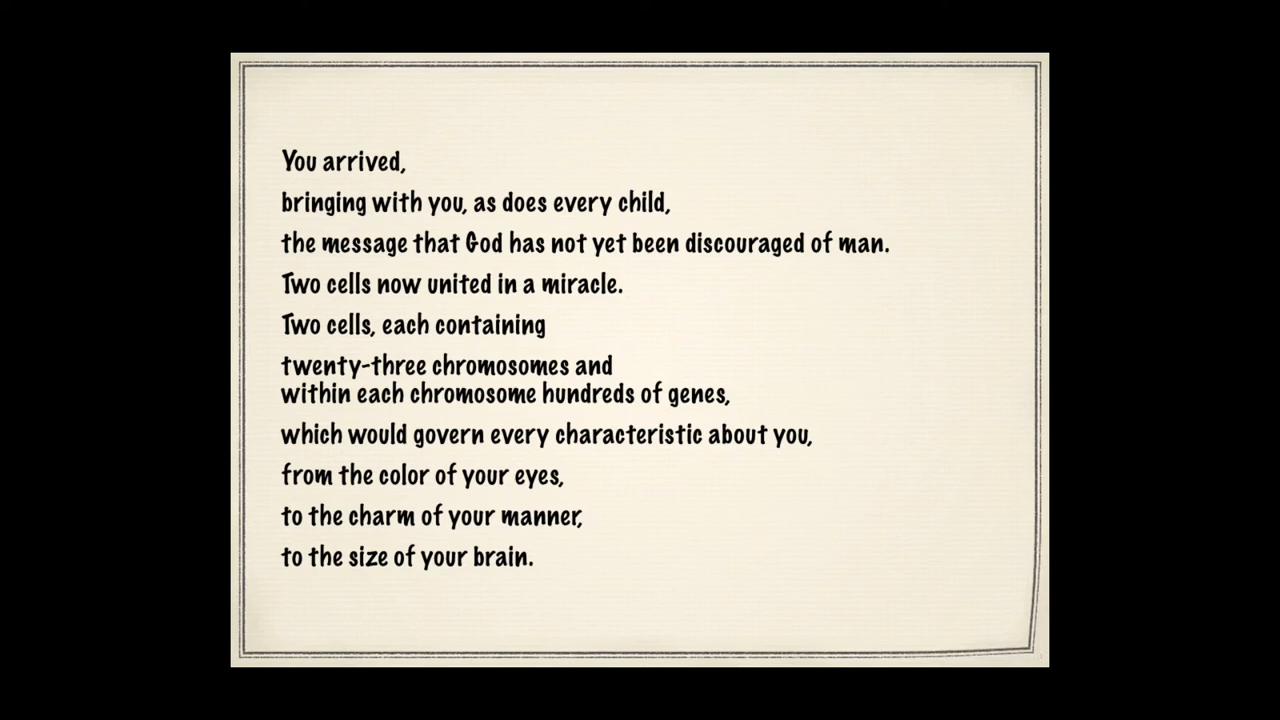 You arrived,
bringing with you, as does every child,
the message that God has not yet been discouraged of man.
Two cells now united in a miracle.
Two cells, each containing
twenty-three chromosomes and
within each chromosome hundreds of genes,
which would govern every characteristic about you,
from the color of your eyes,
to the charm of your manner,
to the size of your brain.